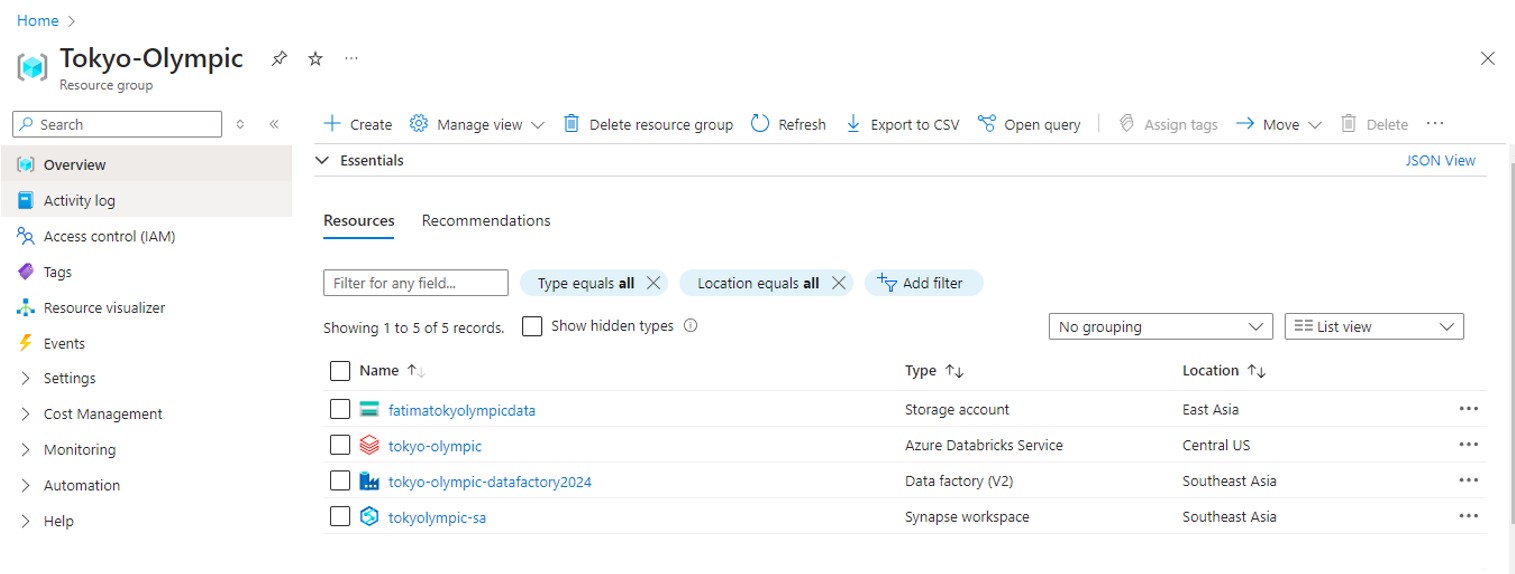 Home
Tokyo-Olympic
Resource group
Search
Overview
Activity log
Access control (IAM)
Tags
Resource visualizer
Events
Settings
Cost Management
Monitoring
Automation
Help
Create Manage view Delete resource group Refresh Export to CSV Open query Assign tags Move Delete
Essentials JSON View
Resources Recommendations
Filter for any field... Type equals all Location equals all Add filter
Showing 1 to 5 of 5 records. Show hidden types No grouping List view
Name Type Location
fatimatokyolympicdata Storage account East Asia
tokyo-olympic Azure Databricks Service Central US
tokyo-olympic-datafactory2024 Data factory (V2) Southeast Asia
tokyolympic-sa Synapse workspace Southeast Asia